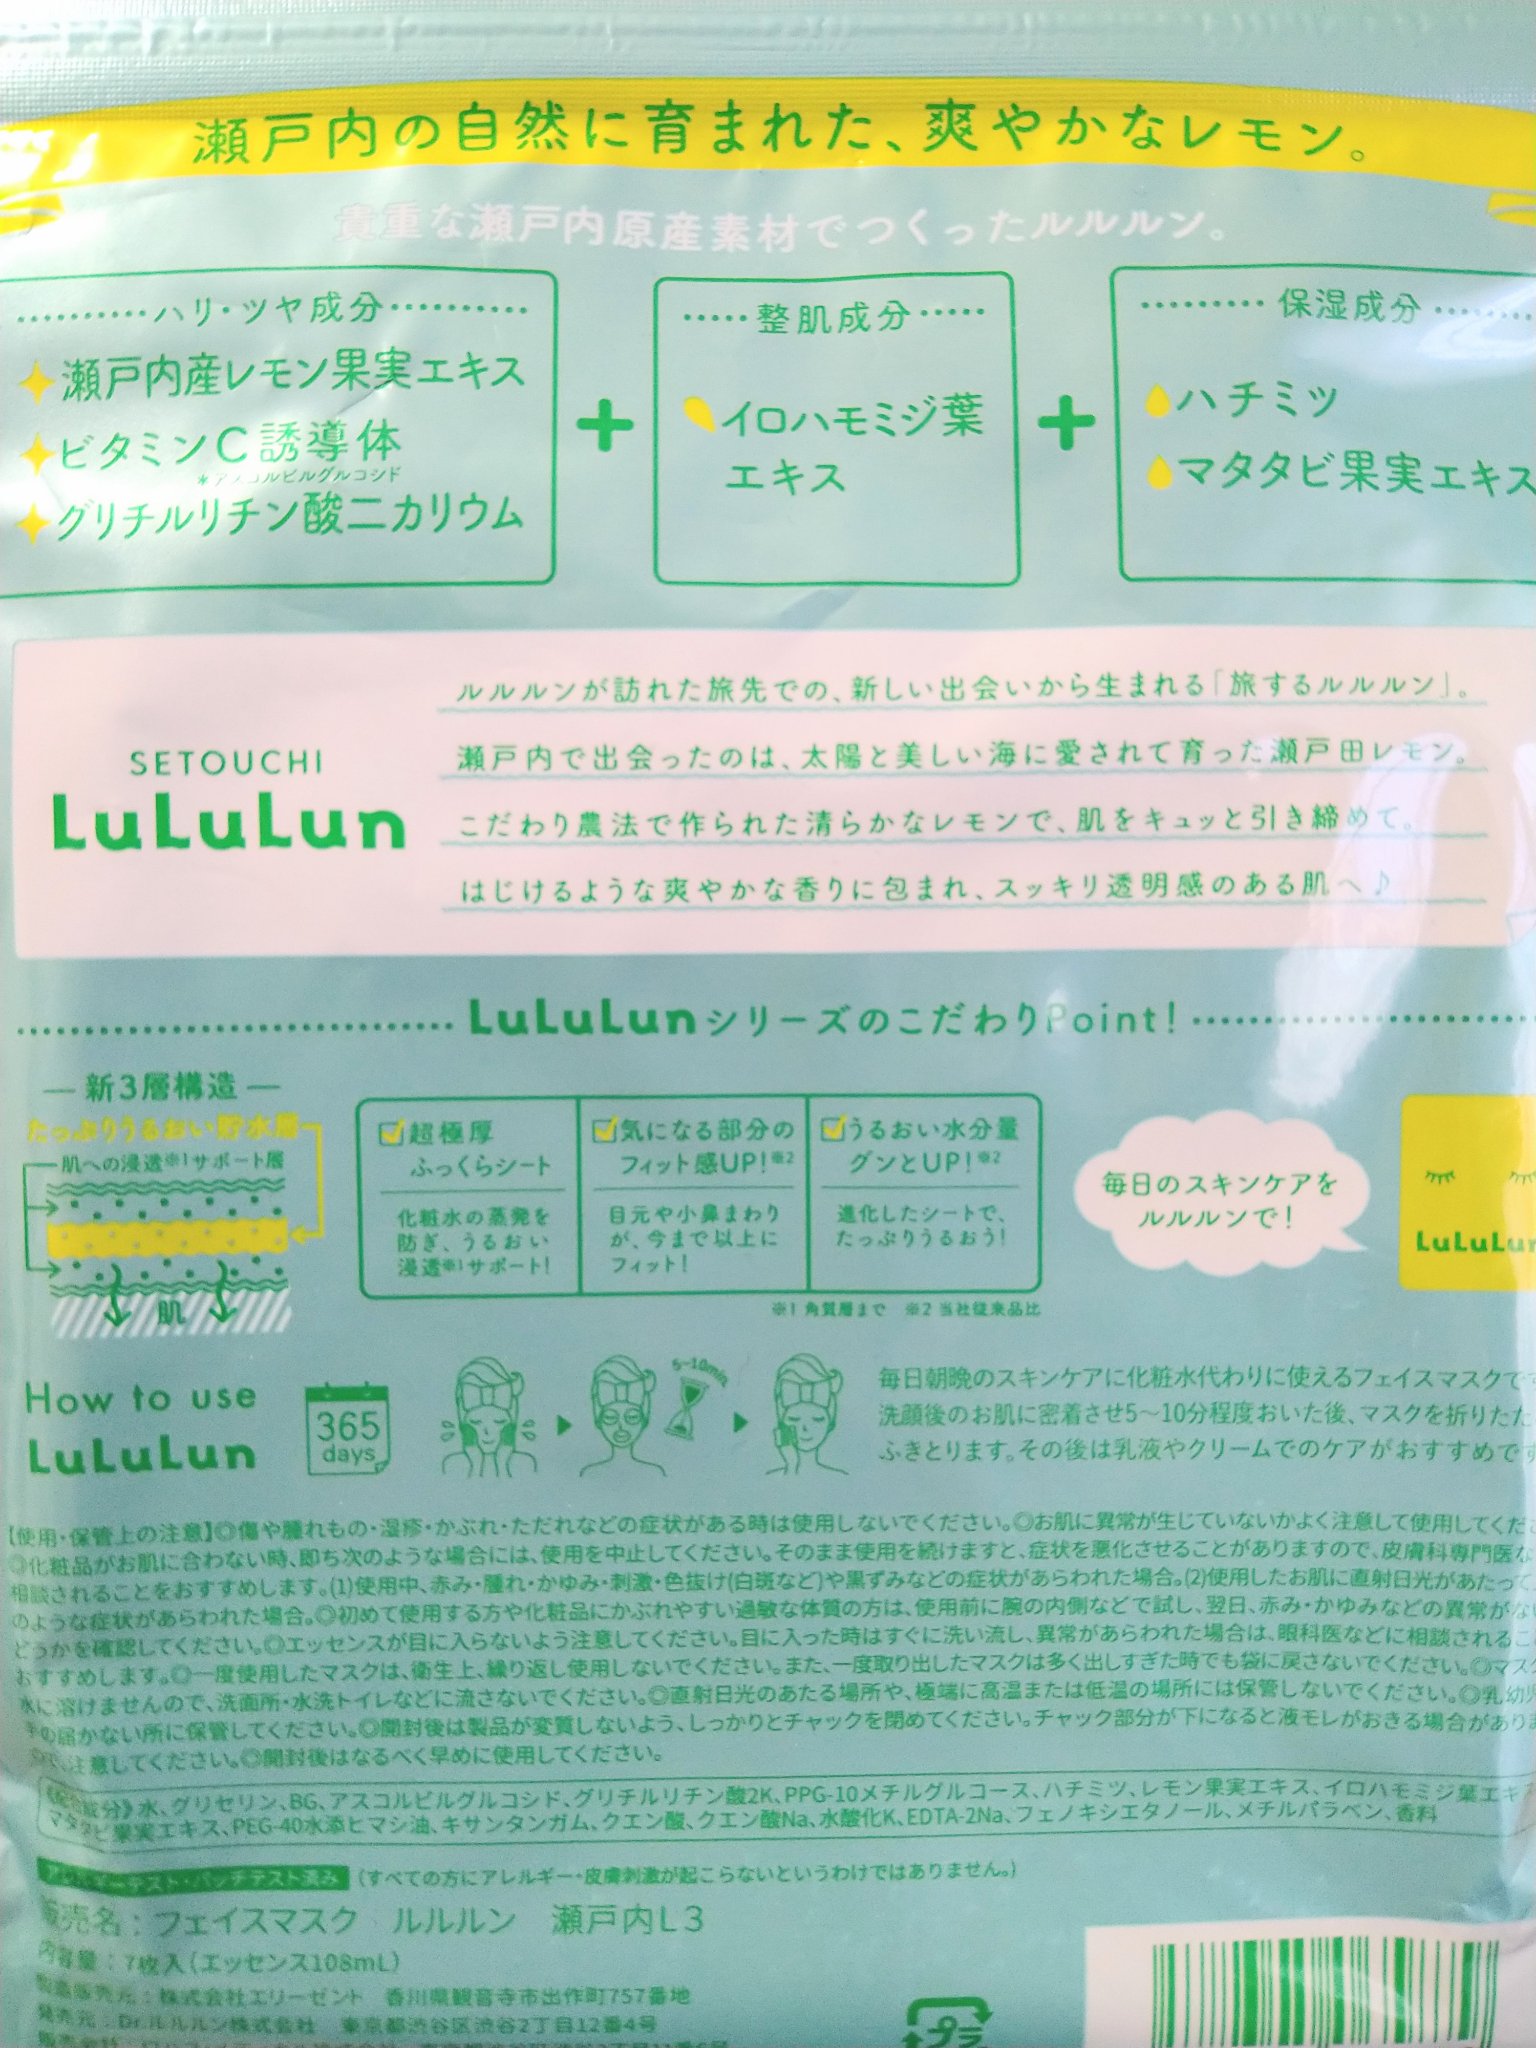 瀬戸内の自然に育まれた、爽やかなレモン。
貴重な瀬戸内原産素材でつくったルルルン。
ハリ・ツヤ成分
瀬戸内産レモン果実エキス
ビタミンC誘導体
*アスコルビルグルコシド
グリチルリチン酸二カリウム
+
整肌成分
イロハモミジ葉
エキス
+
保湿成分
ハチミツ
マタタビ果実エキス
SETOUCHI
LuLuLun
ルルルンが訪れた旅先での、新しい出会いから生まれる「旅するルルルン」。
瀬戸内で出会ったのは、太陽と美しい海に愛されて育った瀬戸田レモン。
こだわり農法で作られた清らかなレモンで、肌をキュッと引き締めて。
はじけるような爽やかな香りに包まれ、スッキリ透明感のある肌へ♪
LuLuLunシリーズのこだわりPoint!
新3層構造
たっぷりうるおい貯水層
肌への浸透※1サポート層
肌
超極厚
ふっくらシート
化粧水の蒸発を
防ぎ、うるおい
浸透※1サポート!
気になる部分の
フィット感UP!※2
目元や小鼻まわり
が、今まで以上に
フィット!
うるおい水分量
グンとUP!※2
進化したシートで、
たっぷりうるおう!
※1 角質層まで ※2 当社従来品比
毎日のスキンケアを
ルルルンで!
LuLuLun
How to use
LuLuLun
365
days
5~10min
毎日朝晩のスキンケアに化粧水代わりに使えるフェイスマスクで
洗顔後のお肌に密着させ5~10分程度おいた後、マスクを折りたた
ふきとります。その後は乳液やクリームでのケアがおすすめです
【使用・保管上の注意】◎傷や腫れもの・湿疹・かぶれ・ただれなどの症状がある時は使用しないでください。◎お肌に異常が生じていないかよく注意して使用してくだ
◎化粧品がお肌に合わない時、即ち次のような場合には、使用を中止してください。そのまま使用を続けますと、症状を悪化させることがありますので、皮膚科専門医な
相談されることをおすすめします。(1)使用中、赤み・腫れ・かゆみ・刺激・色抜け(白斑など)や黒ずみなどの症状があらわれた場合。(2)使用したお肌に直射日光があたって
のような症状があらわれた場合。◎初めて使用する方や化粧品にかぶれやすい過敏な体質の方は、使用前に腕の内側などで試し、翌日、赤み・かゆみなどの異常がな
どうかを確認してください。◎エッセンスが目に入らないよう注意してください。目に入った時はすぐに洗い流し、異常があらわれた場合は、眼科医などに相談されるこ
おすすめします。◎一度使用したマスクは、衛生上、繰り返し使用しないでください。また、一度取り出したマスクは多く出しすぎた時でも袋に戻さないでください。◎マス
水に溶けませんので、洗面所・水洗トイレなどに流さないでください。◎直射日光のあたる場所や、極端に高温または低温の場所には保管しないでください。◎乳幼児
手の届かない所に保管してください。◎開封後は製品が変質しないよう、しっかりとチャックを閉めてください。チャック部分が下になると液モレがおきる場合があり
ので、注意してください。◎開封後はなるべく早めに使用してください。
成分》水、グリセリン、BG、アスコルビルグルコシド、グリチルリチン酸2K、PPG-10メチルグルコース、ハチミツ、レモン果実エキス、イロハモミジ葉エキ
マタタビ果実エキス、PEG-40水添ヒマシ油、キサンタンガム、クエン酸、クエン酸Na、水酸化K、EDTA-2Na、フェノキシエタノール、メチルパラベン、香料
アレルギーテスト・パッチテスト済み (すべての方にアレルギー・皮膚刺激が起こらないというわけではありません。)
販売名:フェイスマスク ルルルン 瀬戸内L3
内容量:7枚入(エッセンス108mL)
製造販売元:株式会社エリーゼント 香川県観音寺市出作町757番地
発売元:Dr.ルルルン株式会社 東京都渋谷区渋谷2丁目12番4号
プラ